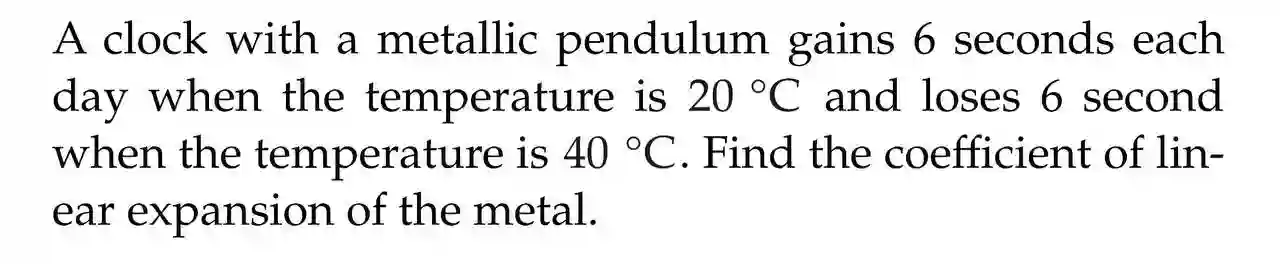 A clock with a metallic pendulum gains 6 seconds each
day when the temperature is 20 °C and loses 6 second
when the temperature is 40 °C. Find the coefficient of lin-
ear expansion of the metal.